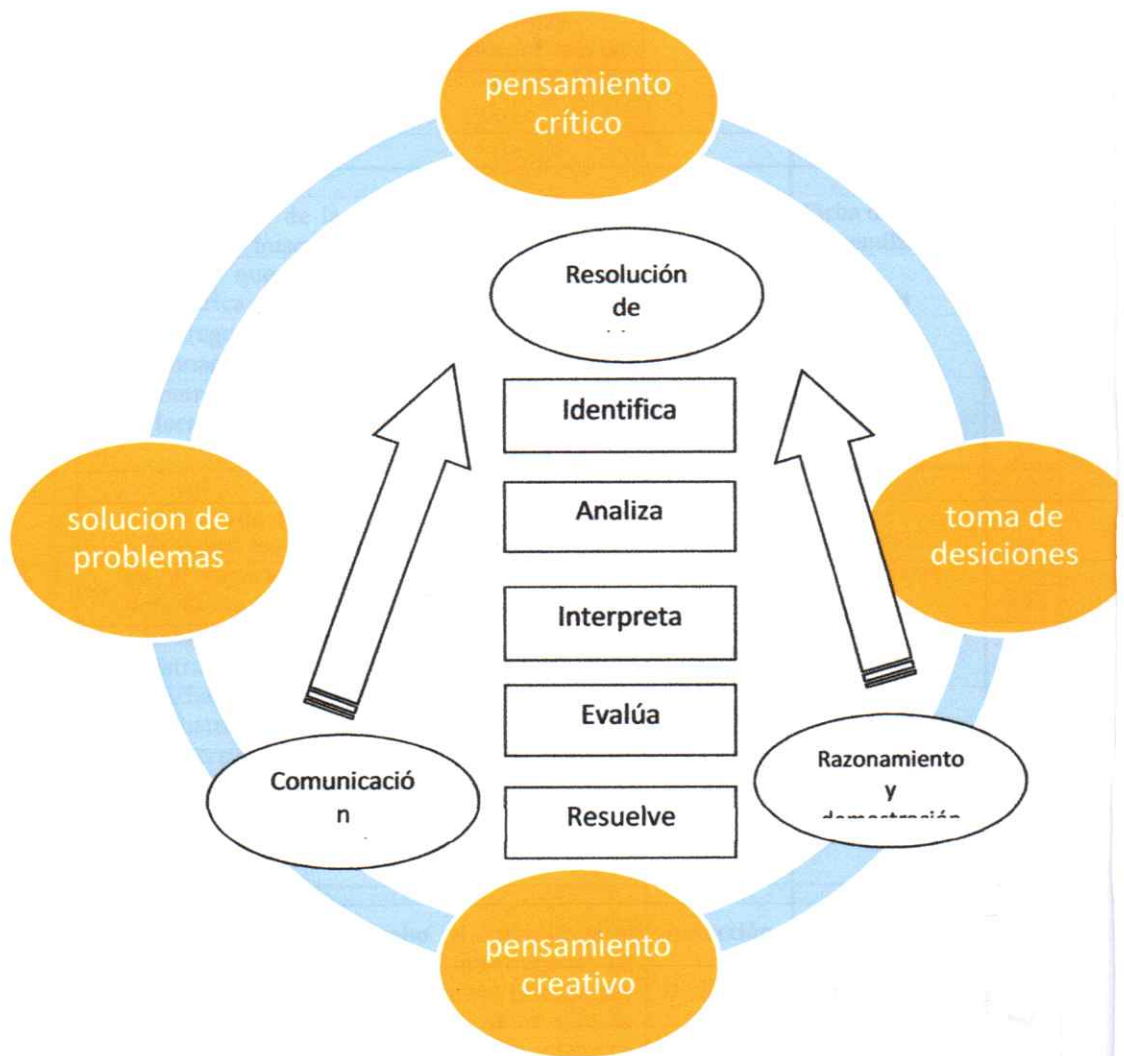 pensamiento
crítico
Resolución
de
Identifica
Analiza
solucion de
problemas
toma de
desiciones
Interpreta
Evalúa
Comunicació
n
Razonamiento
y
demostración
Resuelve
pensamiento
creativo